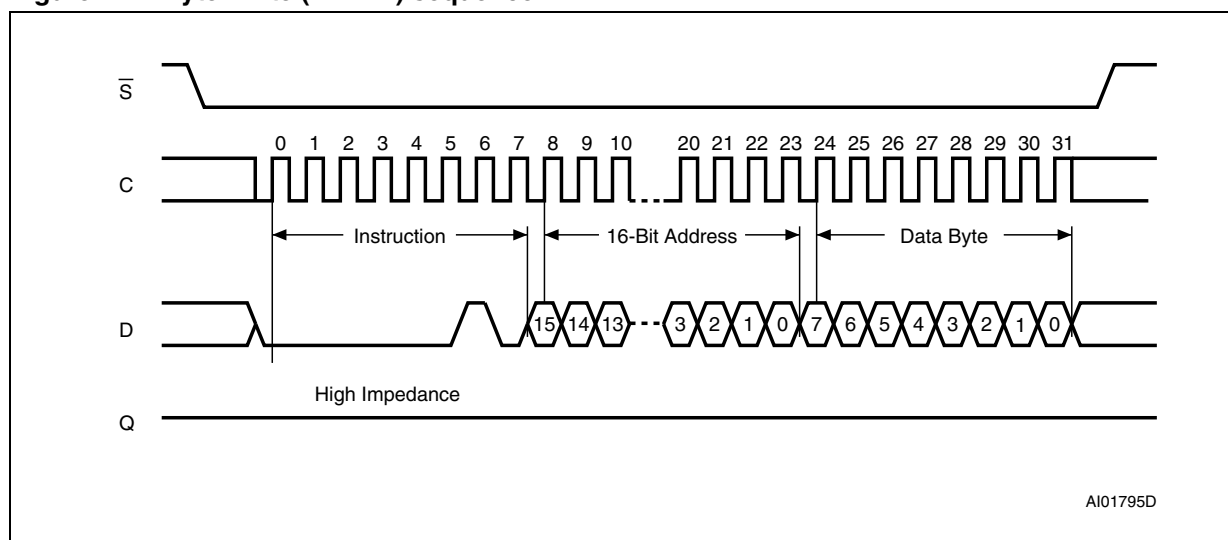 S
0 1 2 3 4 5 6 7 8 9 10 20 21 22 23 24 25 26 27 28 29 30 31
C
Instruction 16-Bit Address Data Byte
D
15 14 13 3 2 1 0 7 6 5 4 3 2 1 0
High Impedance
Q
AI01795D